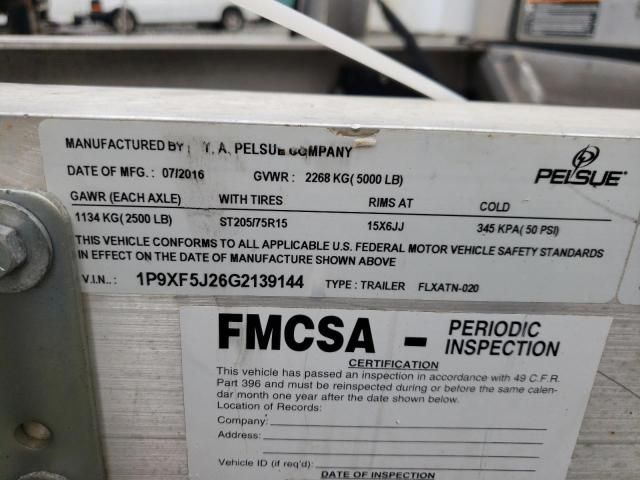 PELSUE
MANUFACTURED BY T. A. PELSUE COMPANY
DATE OF MFG.: 07/2016 GVWR: 2268 KG(5000 LB)
PELSUE
GAWR (EACH AXLE) WITH TIRES RIMS AT COLD
1134 KG(2500 LB) ST205/75R15 15X6JJ 345 KPA(50 PSI)
THIS VEHICLE CONFORMS TO ALL APPLICABLE U.S. FEDERAL MOTOR VEHICLE SAFETY STANDARDS
IN EFFECT ON THE DATE OF MANUFACTURE SHOWN ABOVE
V.I.N..: 1P9XF5J26G2139144 TYPE: TRAILER FLXATN-020
FMCSA - PERIODIC INSPECTION
CERTIFICATION
This vehicle has passed an inspection in accordance with 49 C.F.R.
Part 396 and must be reinspected during or before the same calen-
dar month one year after the date shown below.
Location of Records:
Company:
Address:
Vehicle ID (if req'd):
DATE OF INSPECTION